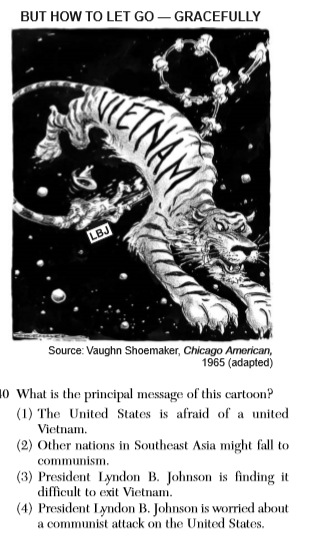 BUT HOW TO LET GO — GRACEFULLY
VIETNAM
LBJ
Source: Vaughn Shoemaker, Chicago American,
1965 (adapted)
40 What is the principal message of this cartoon?
(1) The United States is afraid of a united
Vietnam.
(2) Other nations in Southeast Asia might fall to
communism.
(3) President Lyndon B. Johnson is finding it
difficult to exit Vietnam.
(4) President Lyndon B. Johnson is worried about
a communist attack on the United States.